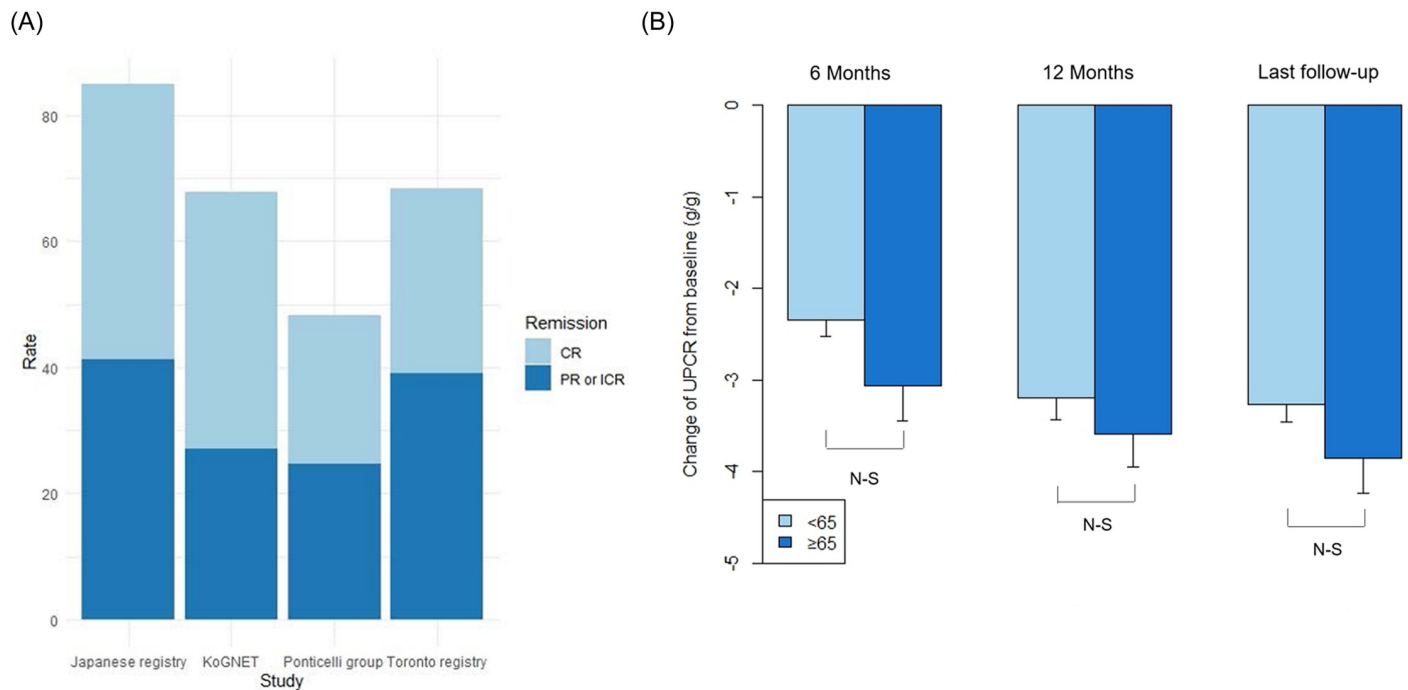 (A)
80
60
40
20
0
Rate
Japanese registry KoGNET Ponticelli group Toronto registry
Study
Remission
CR
PR or ICR
(B)
6 Months
12 Months
Last follow-up
Change of UPCR from baseline (g/g)
0
-1
-2
-3
-4
-5
N-S
N-S
N-S
<65
≥65